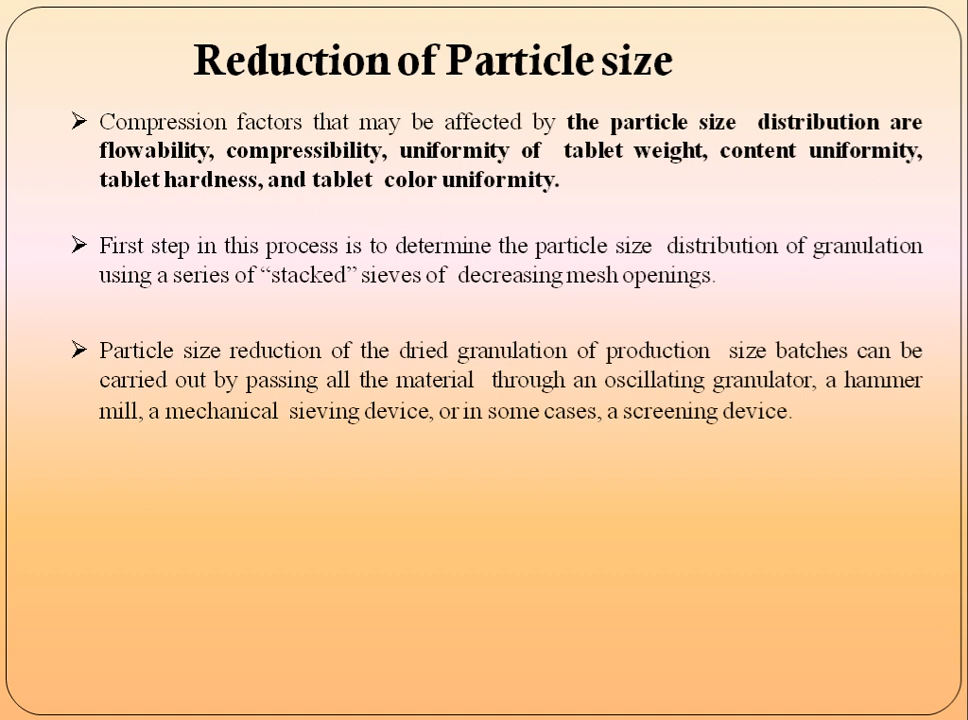 Reduction of Particle size
➢ Compression factors that may be affected by the particle size distribution are
flowability, compressibility, uniformity of tablet weight, content uniformity,
tablet hardness, and tablet color uniformity.
➢ First step in this process is to determine the particle size distribution of granulation
using a series of “stacked” sieves of decreasing mesh openings.
➢ Particle size reduction of the dried granulation of production size batches can be
carried out by passing all the material through an oscillating granulator, a hammer
mill, a mechanical sieving device, or in some cases, a screening device.